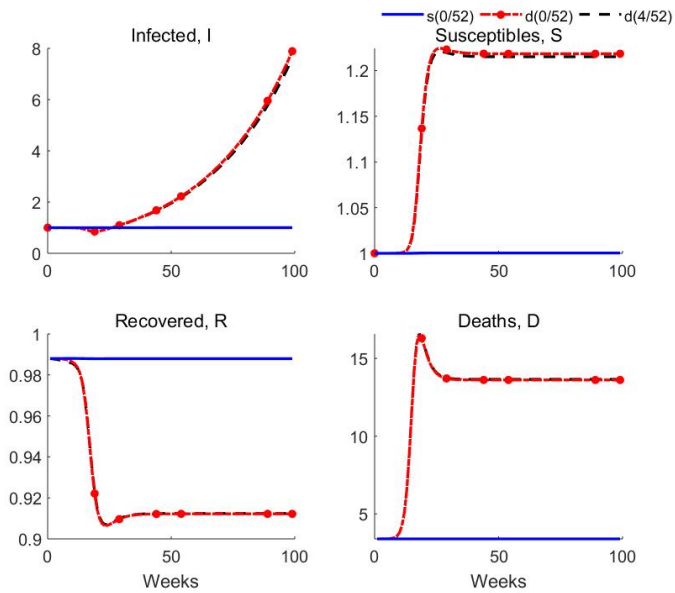 s(0/52) d(0/52) d(4/52)
Infected, I Susceptibles, S
8
6
4
2
0
0 50 100
1.2
1.15
1.1
1.05
1
0 50 100
Recovered, R Deaths, D
1
0.98
0.96
0.94
0.92
0.9
0 50 100
Weeks
15
10
5
0 50 100
Weeks